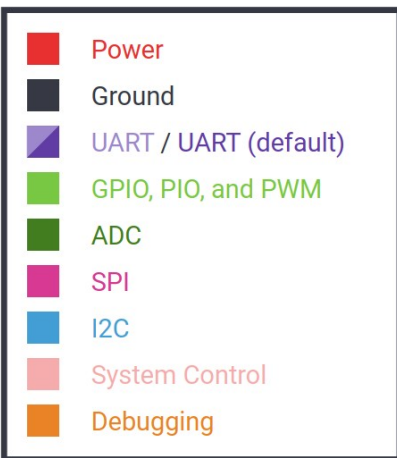 Power
Ground
UART / UART (default)
GPIO, PIO, and PWM
ADC
SPI
I2C
System Control
Debugging